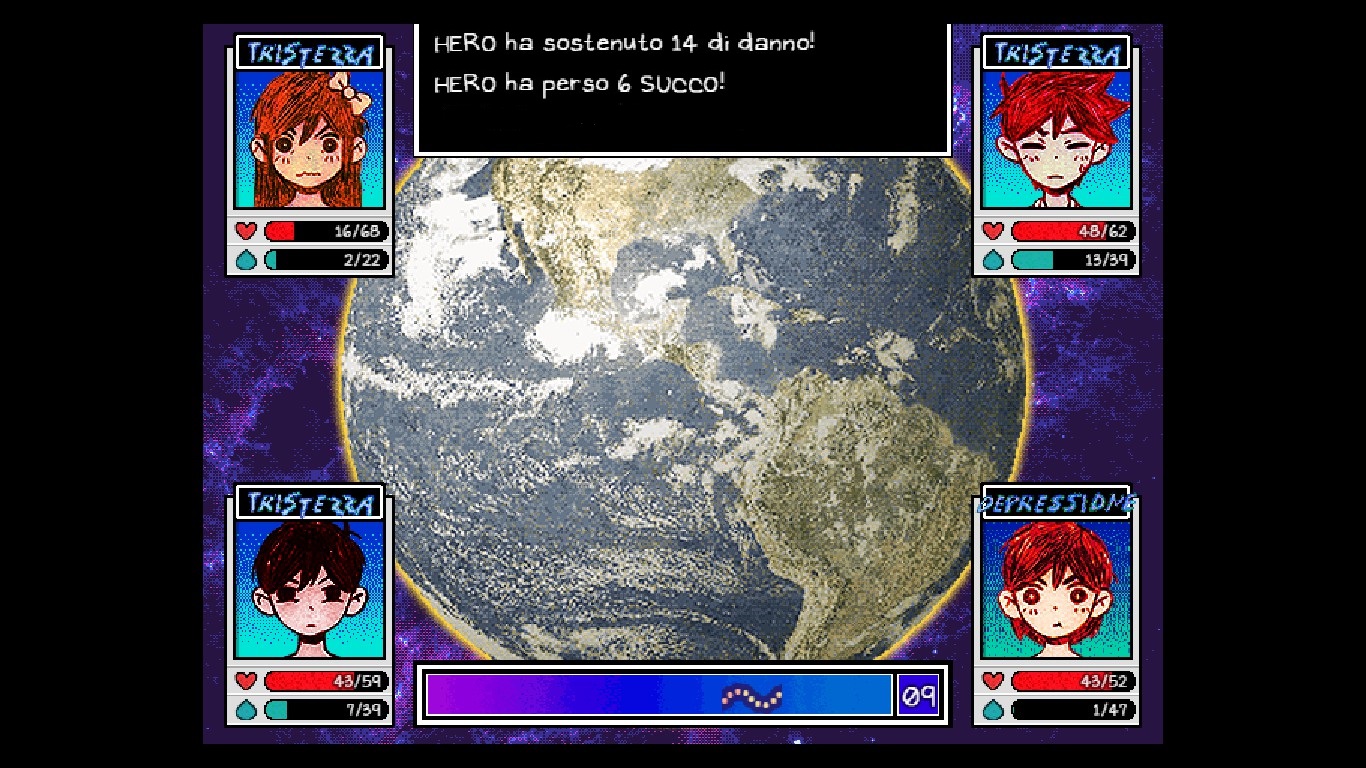 TRISTEZZA
HERO ha sostenuto 14 di danno!
HERO ha perso 6 SUCCO!
TRISTEZZA
16/68
2/22
48/62
13/39
TRISTEZZA
DEPRESSIONE
43/59
7/39
09
43/52
1/47